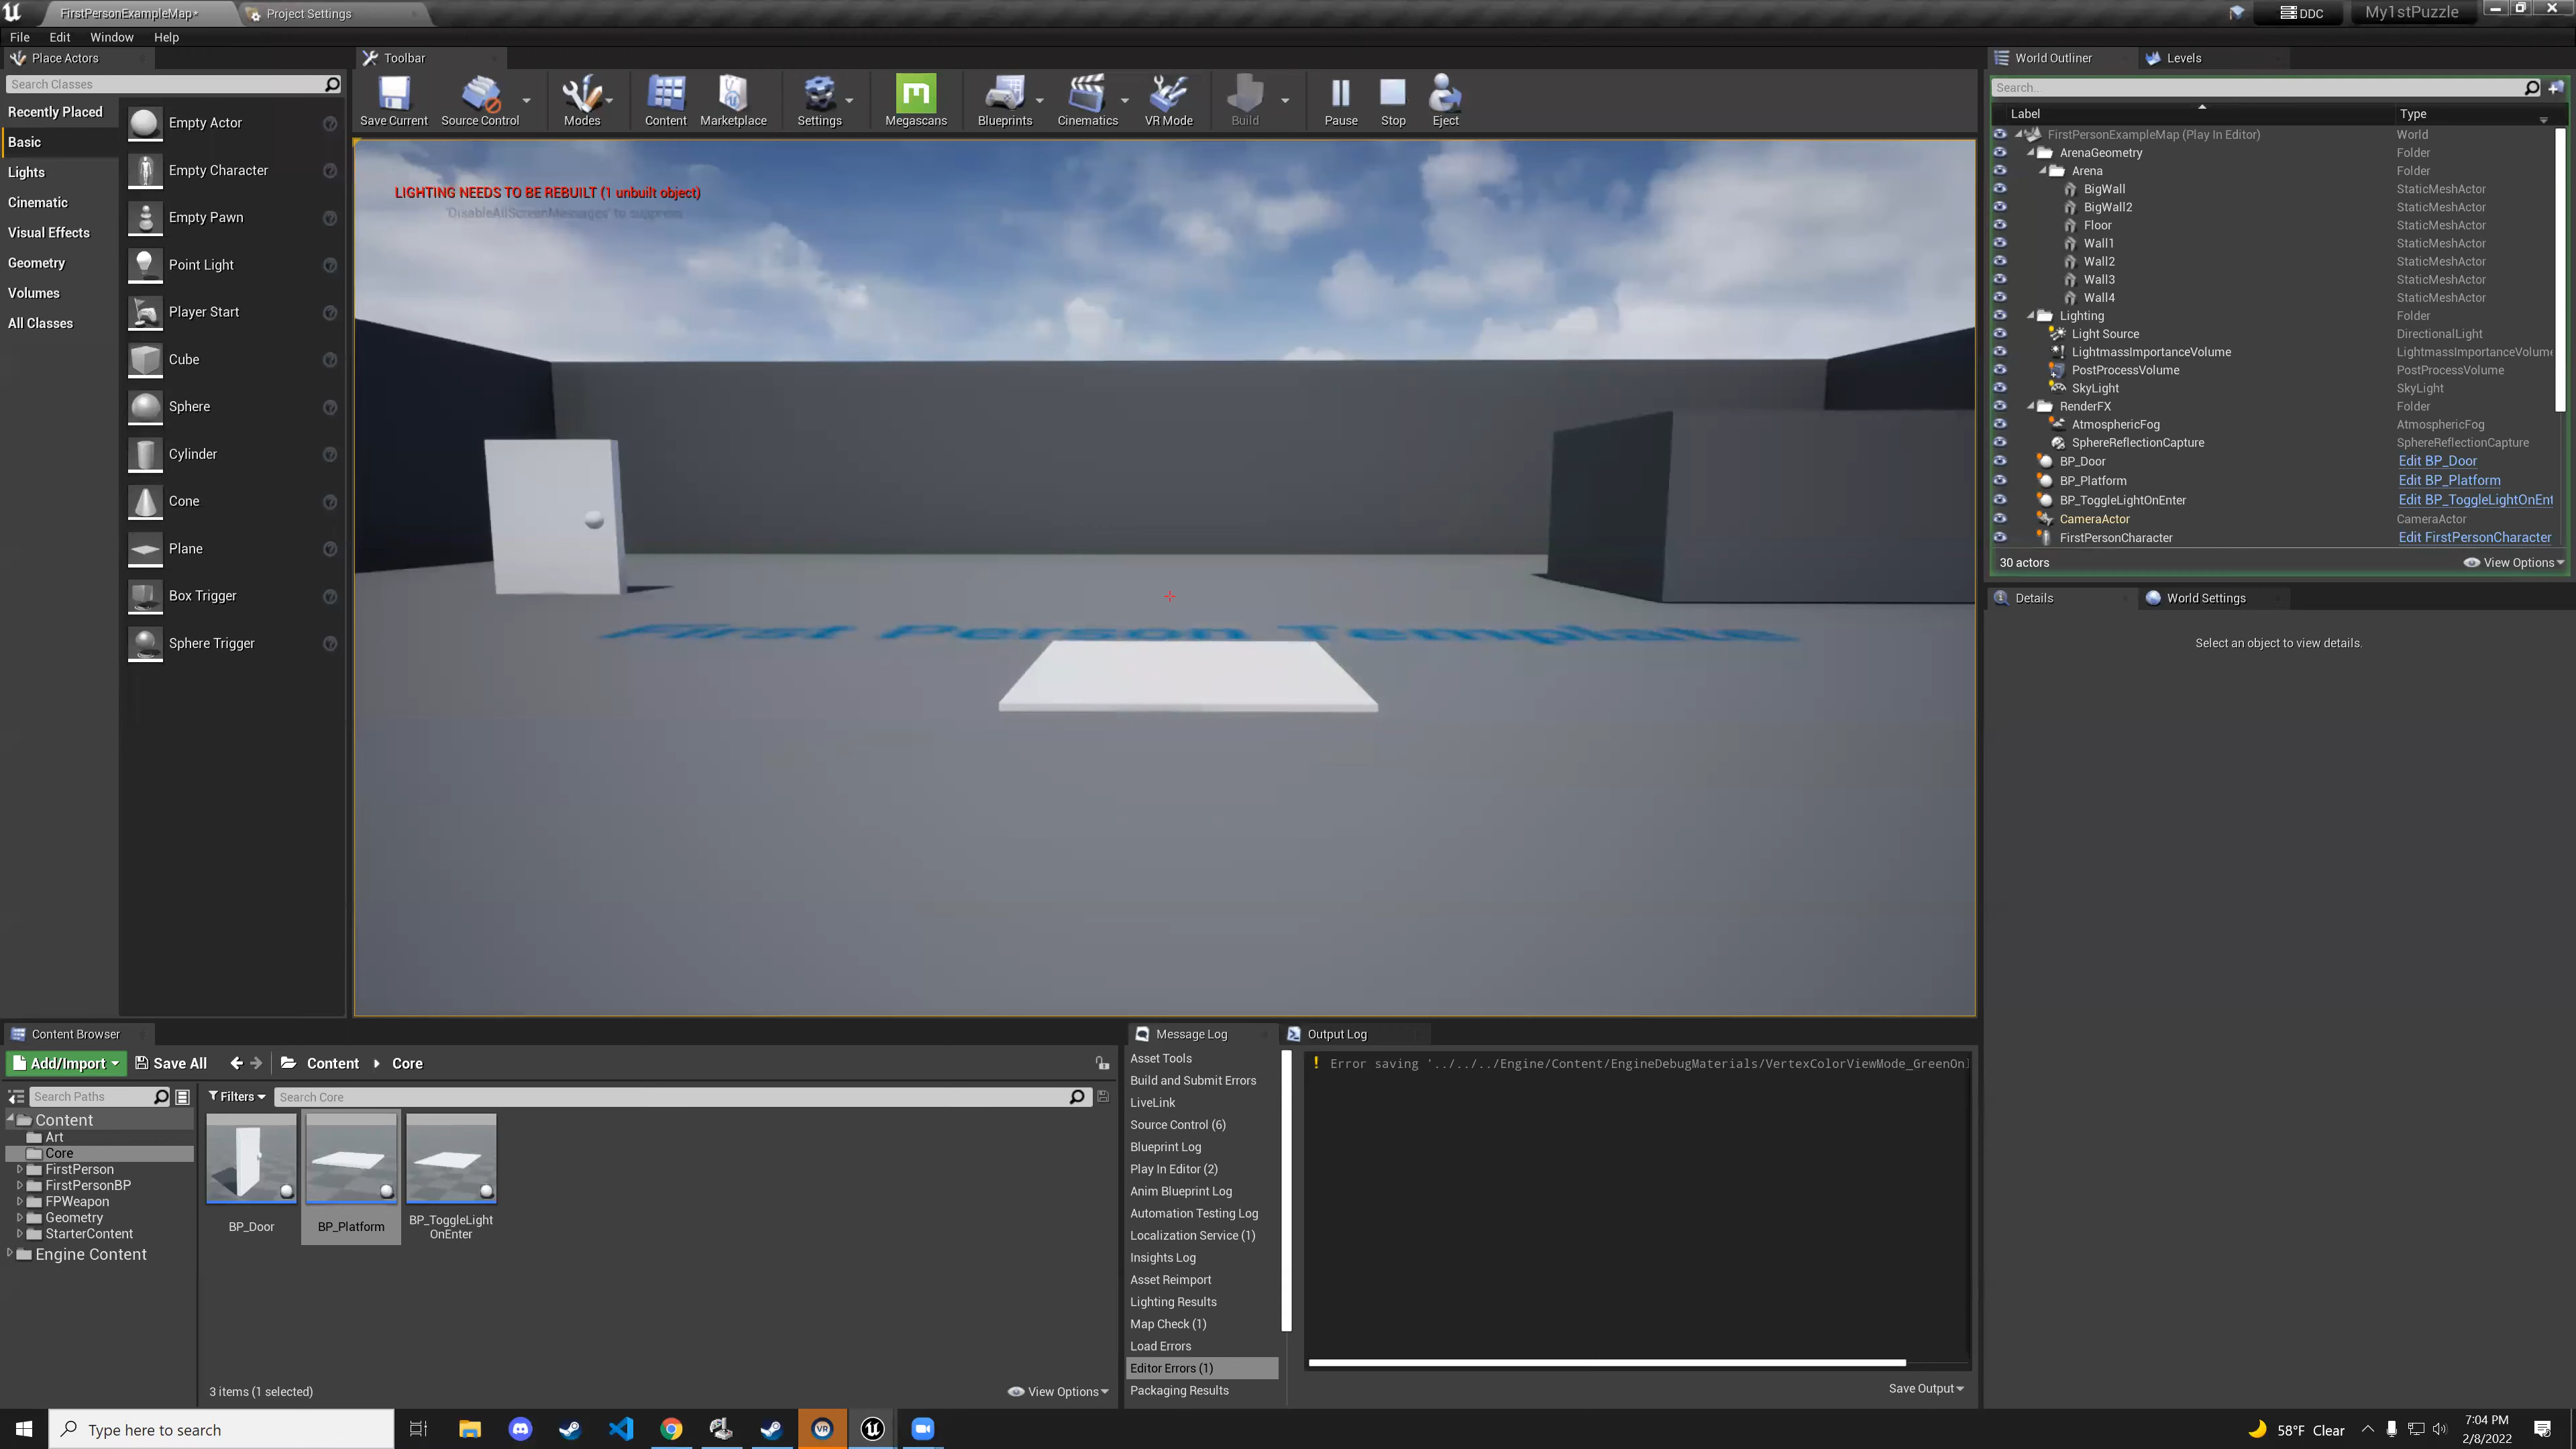 FirstPersonExampleMap*
Project Settings
DDC
My1stPuzzle
File Edit Window Help
Place Actors
Toolbar
World Outliner
Levels
Search Classes
Recently Placed
Basic
Lights
Cinematic
Visual Effects
Geometry
Volumes
All Classes
Empty Actor
Empty Character
Empty Pawn
Point Light
Player Start
Cube
Sphere
Cylinder
Cone
Plane
Box Trigger
Sphere Trigger
Save Current
Source Control
Modes
Content
Marketplace
Settings
Megascans
Blueprints
Cinematics
VR Mode
Build
Pause
Stop
Eject
LIGHTING NEEDS TO BE REBUILT (1 unbuilt object)
'DisableAllScreenMessages' to suppress
First Person Template
Search...
Label Type
FirstPersonExampleMap (Play In Editor) World
ArenaGeometry Folder
Arena Folder
BigWall StaticMeshActor
BigWall2 StaticMeshActor
Floor StaticMeshActor
Wall1 StaticMeshActor
Wall2 StaticMeshActor
Wall3 StaticMeshActor
Wall4 StaticMeshActor
Lighting Folder
Light Source DirectionalLight
LightmassImportanceVolume LightmassImportanceVolume
PostProcessVolume PostProcessVolume
SkyLight SkyLight
RenderFX Folder
AtmosphericFog AtmosphericFog
SphereReflectionCapture SphereReflectionCapture
BP_Door Edit BP_Door
BP_Platform Edit BP_Platform
BP_ToggleLightOnEnter Edit BP_ToggleLightOnEnt
CameraActor CameraActor
FirstPersonCharacter Edit FirstPersonCharacter
30 actors
View Options
Details
World Settings
Select an object to view details.
Content Browser
Add/Import
Save All
Content
Core
Search Paths
Filters
Search Core
Content
Art
Core
FirstPerson
FirstPersonBP
FPWeapon
Geometry
StarterContent
Engine Content
BP_Door
BP_Platform
BP_ToggleLight
OnEnter
3 items (1 selected)
View Options
Message Log
Output Log
Asset Tools
Build and Submit Errors
LiveLink
Source Control (6)
Blueprint Log
Play In Editor (2)
Anim Blueprint Log
Automation Testing Log
Localization Service (1)
Insights Log
Asset Reimport
Lighting Results
Map Check (1)
Load Errors
Editor Errors (1)
Packaging Results
Error saving '../../../Engine/Content/EngineDebugMaterials/VertexColorViewMode_GreenOnl
Save Output
Type here to search
VR
58°F Clear
7:04 PM
2/8/2022